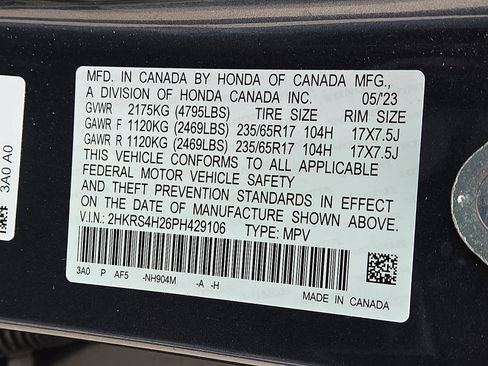 MFD. IN CANADA BY HONDA OF CANADA MFG.,
A DIVISION OF HONDA CANADA INC. 05/'23
GVWR 2175KG (4795LBS) TIRE SIZE RIM SIZE
GAWR F 1120KG (2469LBS) 235/65R17 104H 17X7.5J
GAWR R 1120KG (2469LBS) 235/65R17 104H 17X7.5J
THIS VEHICLE CONFORMS TO ALL APPLICABLE
FEDERAL MOTOR VEHICLE SAFETY
AND THEFT PREVENTION STANDARDS IN EFFECT
ON THE DATE OF MANUFACTURE SHOWN ABOVE.
V.I.N.: 2HKRS4H26PH429106 TYPE: MPV
3A0 P AF5 -NH904M -A -H
MADE IN CANADA
3A0 A0